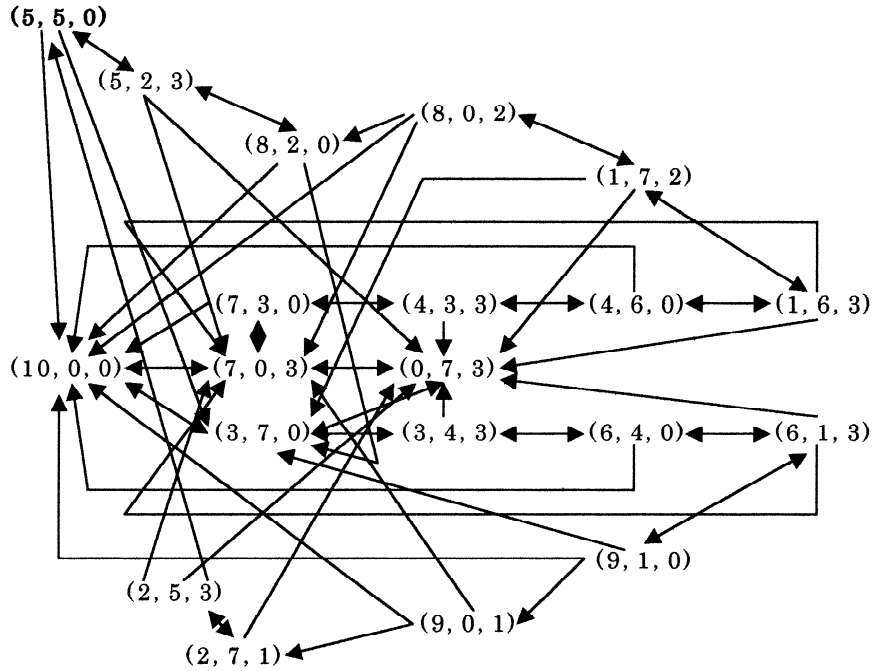 (5, 5, 0)
(5, 2, 3)
(8, 0, 2)
(8, 2, 0)
(1, 7, 2)
(7, 3, 0) (4, 3, 3) (4, 6, 0) (1, 6, 3)
(10, 0, 0) (7, 0, 3) (0, 7, 3)
(3, 7, 0) (3, 4, 3) (6, 4, 0) (6, 1, 3)
(9, 1, 0)
(2, 5, 3)
(9, 0, 1)
(2, 7, 1)